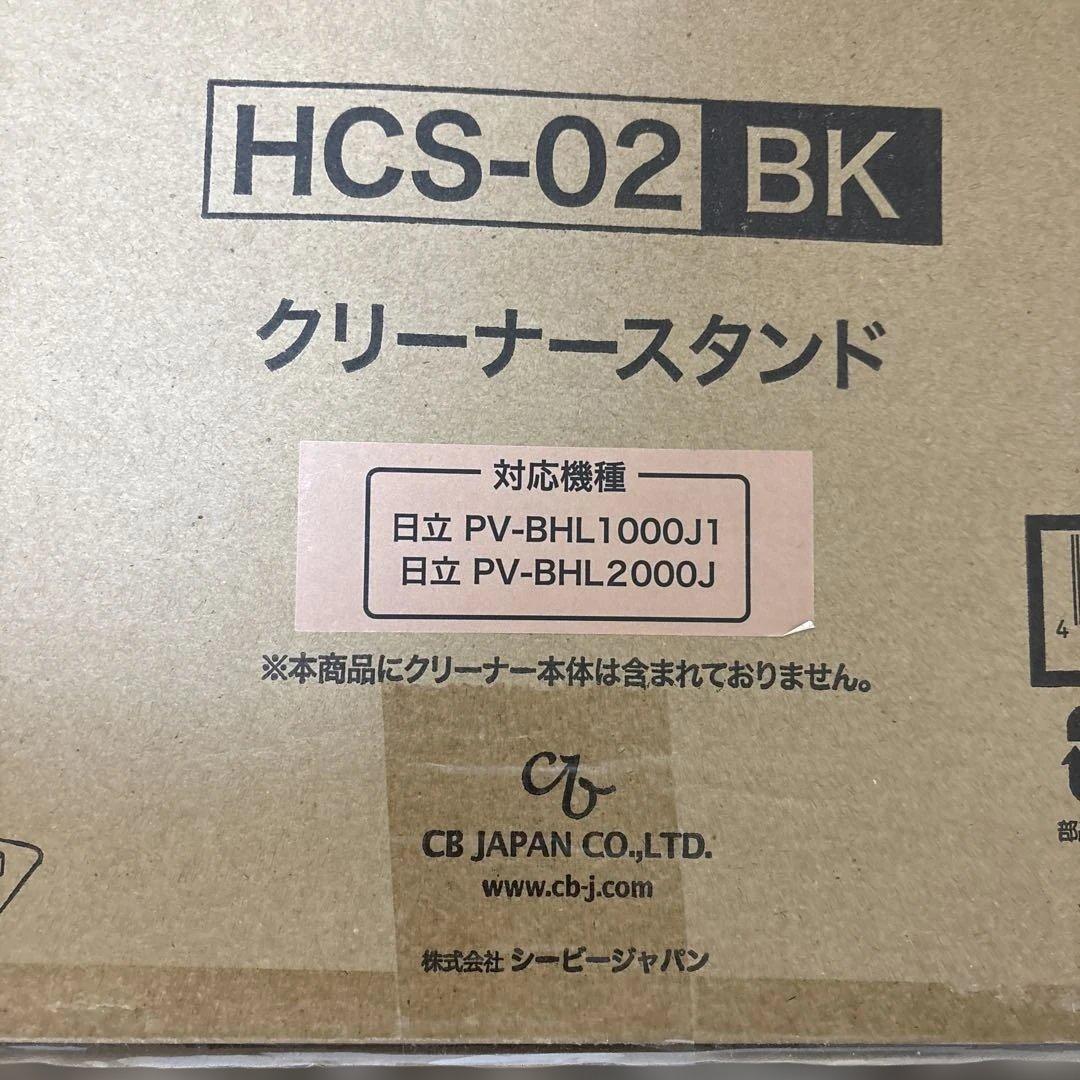 HCS-02 BK
クリーナースタンド
対応機種
日立 PV-BHL1000J1
日立 PV-BHL2000J
※本商品にクリーナー本体は含まれておりません。
4
cb
CB JAPAN CO.,LTD.
www.cb-j.com
部
株式会社 シービージャパン